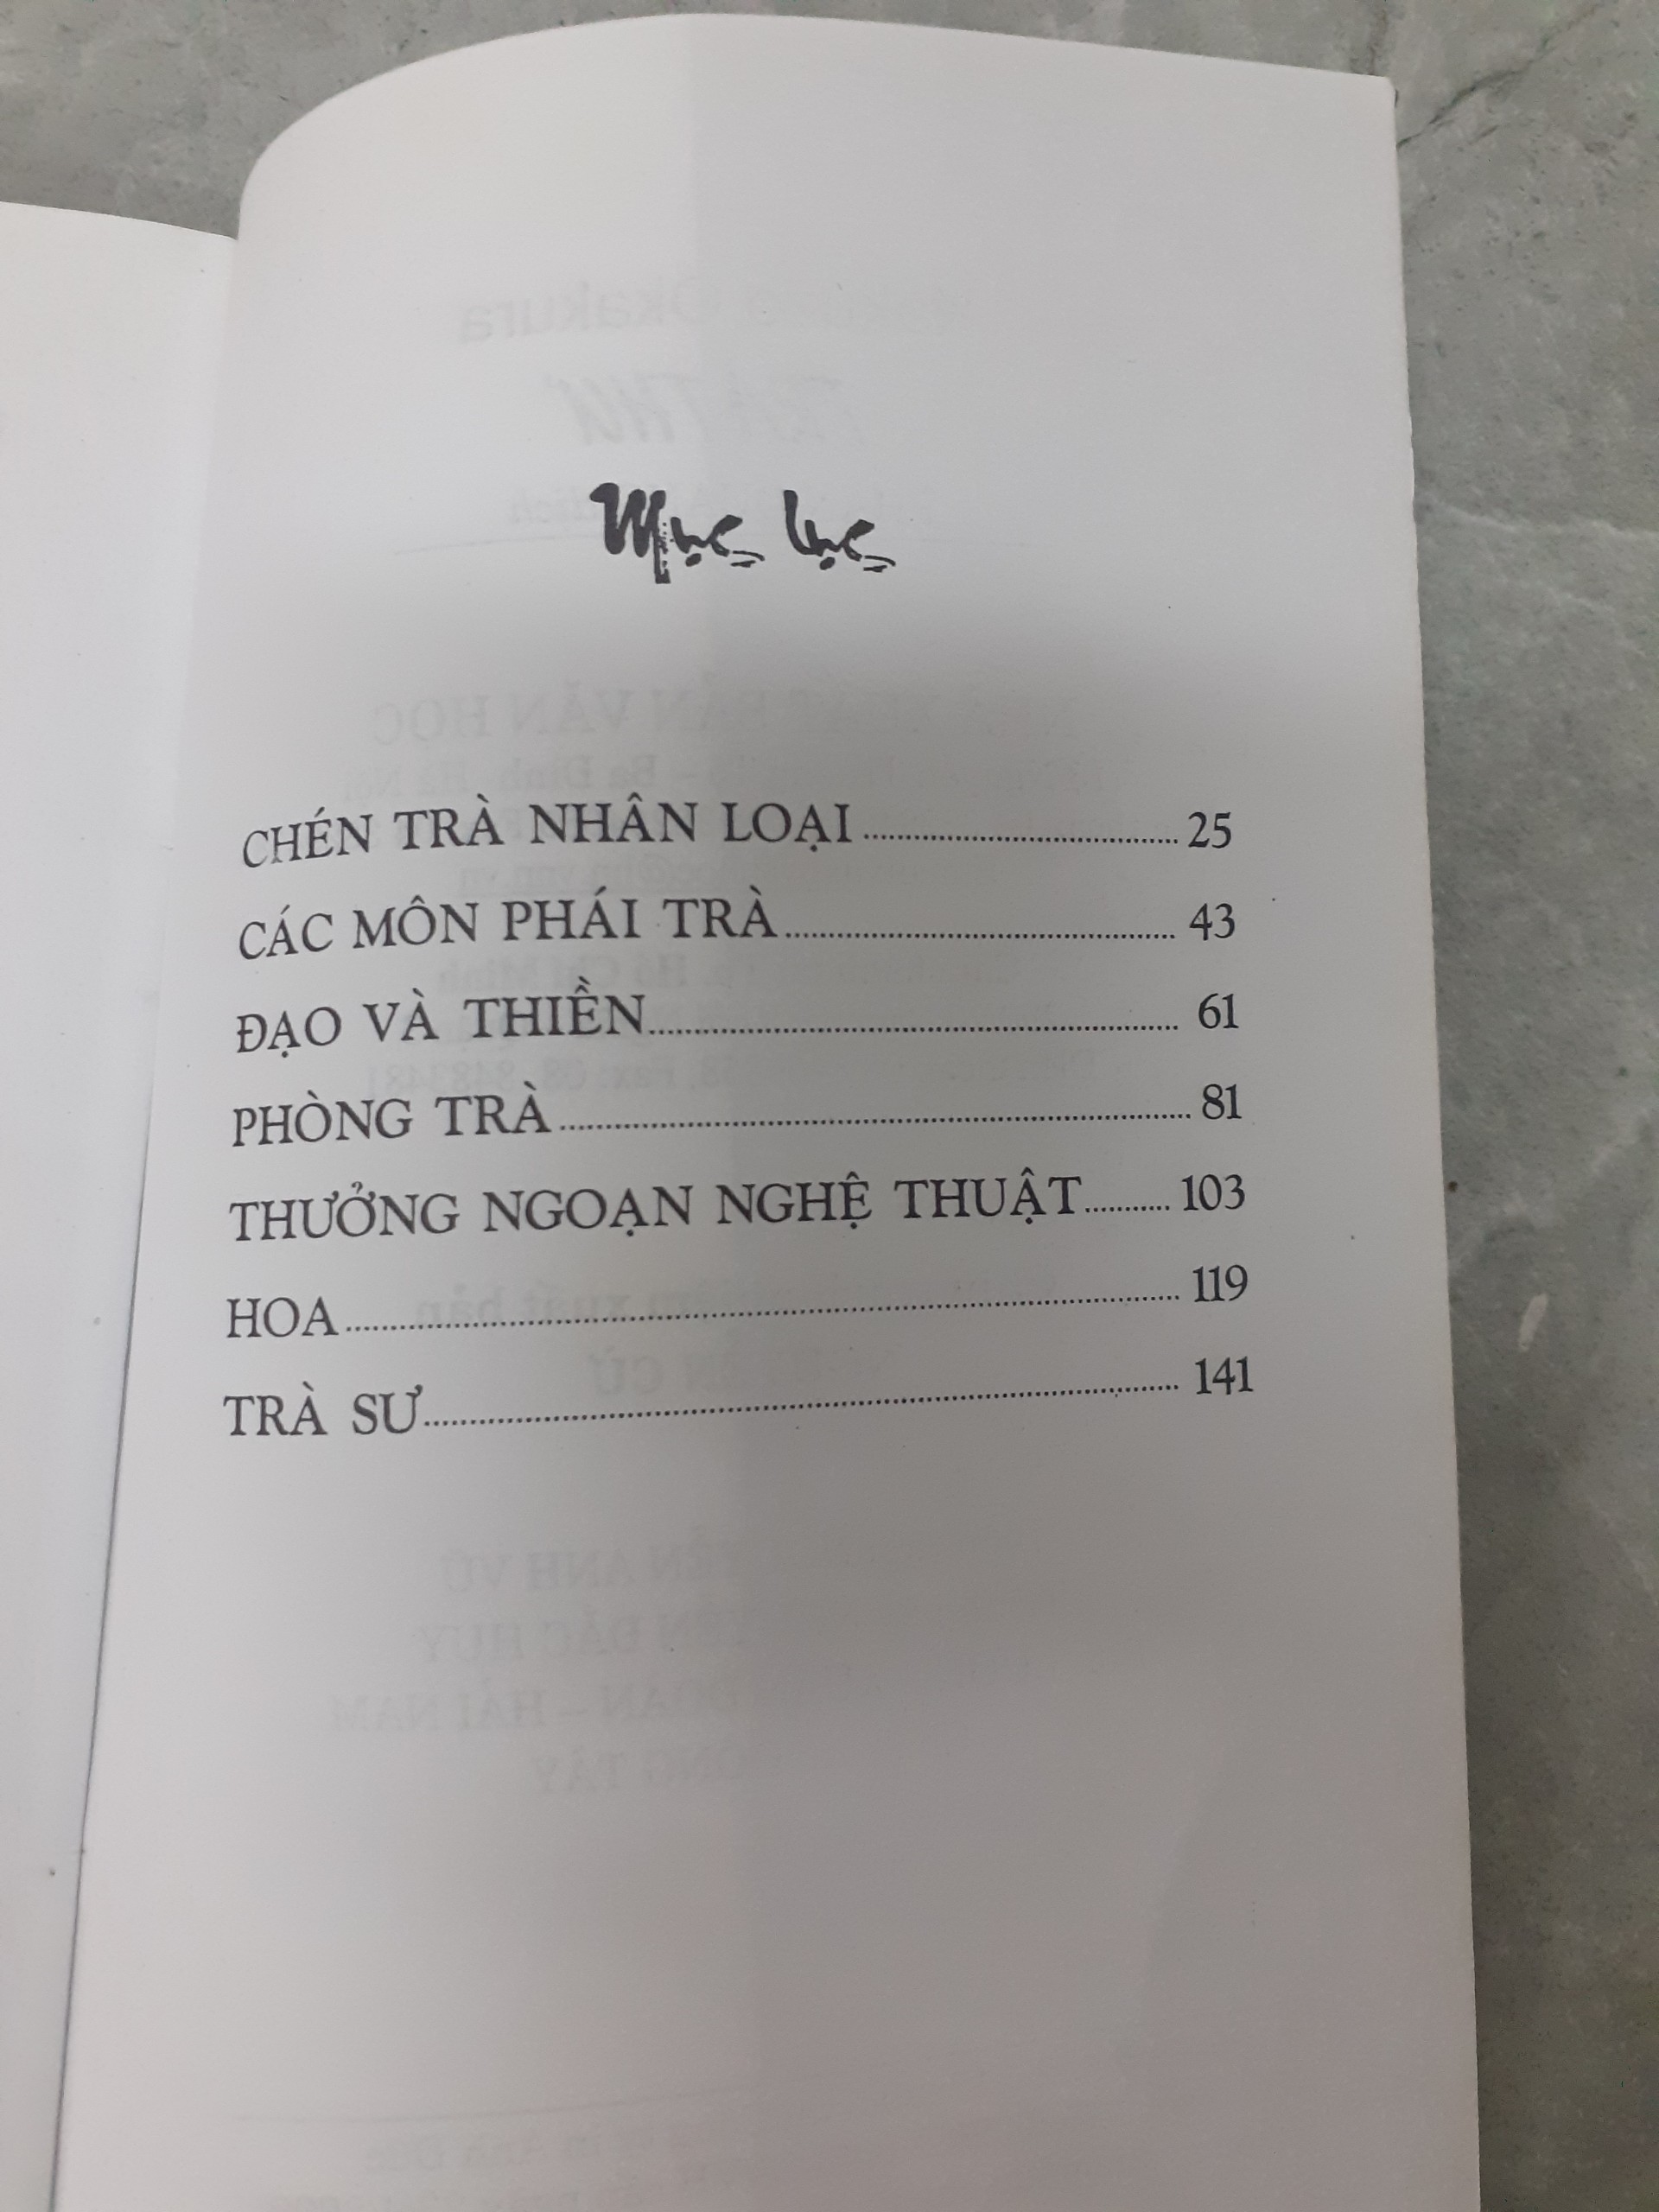 Mục lục
CHÉN TRÀ NHÂN LOẠI 25
CÁC MÔN PHÁI TRÀ 43
ĐẠO VÀ THIỀN 61
PHÒNG TRÀ 81
THƯỞNG NGOẠN NGHỆ THUẬT 103
HOA 119
TRÀ SƯ 141